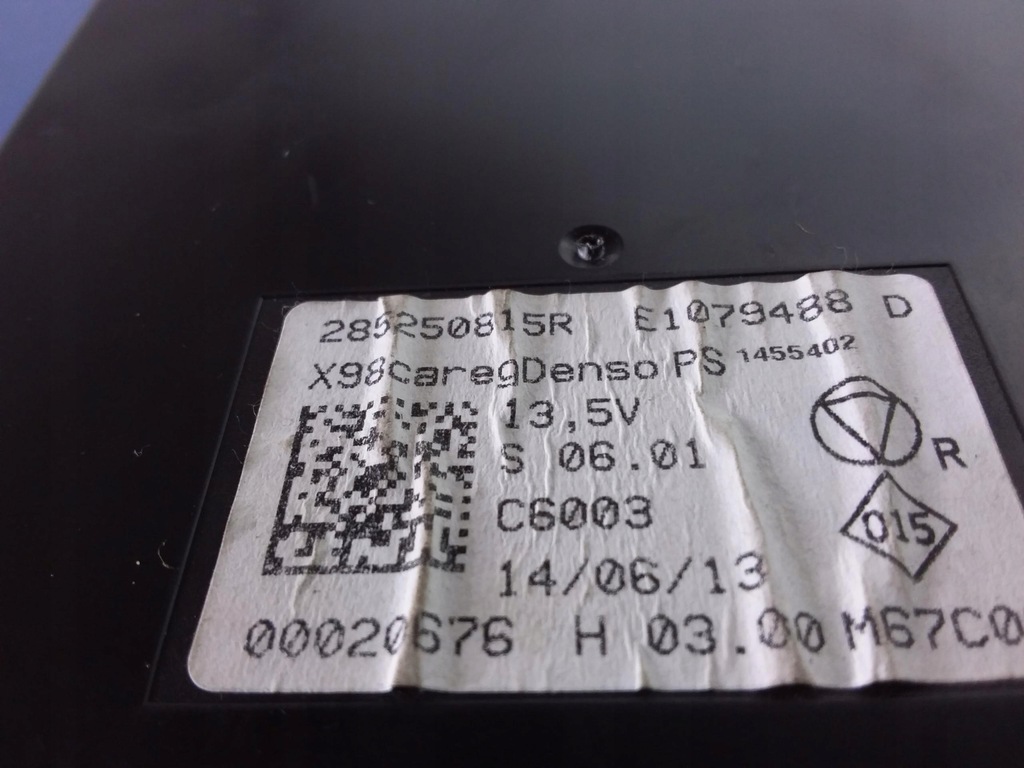 285250815R E1079488 D
X98CaregDenso PS 1455402
13,5V
S 06.01
R
C6003
015
14/06/13
00020676 H 03.00 M67C0